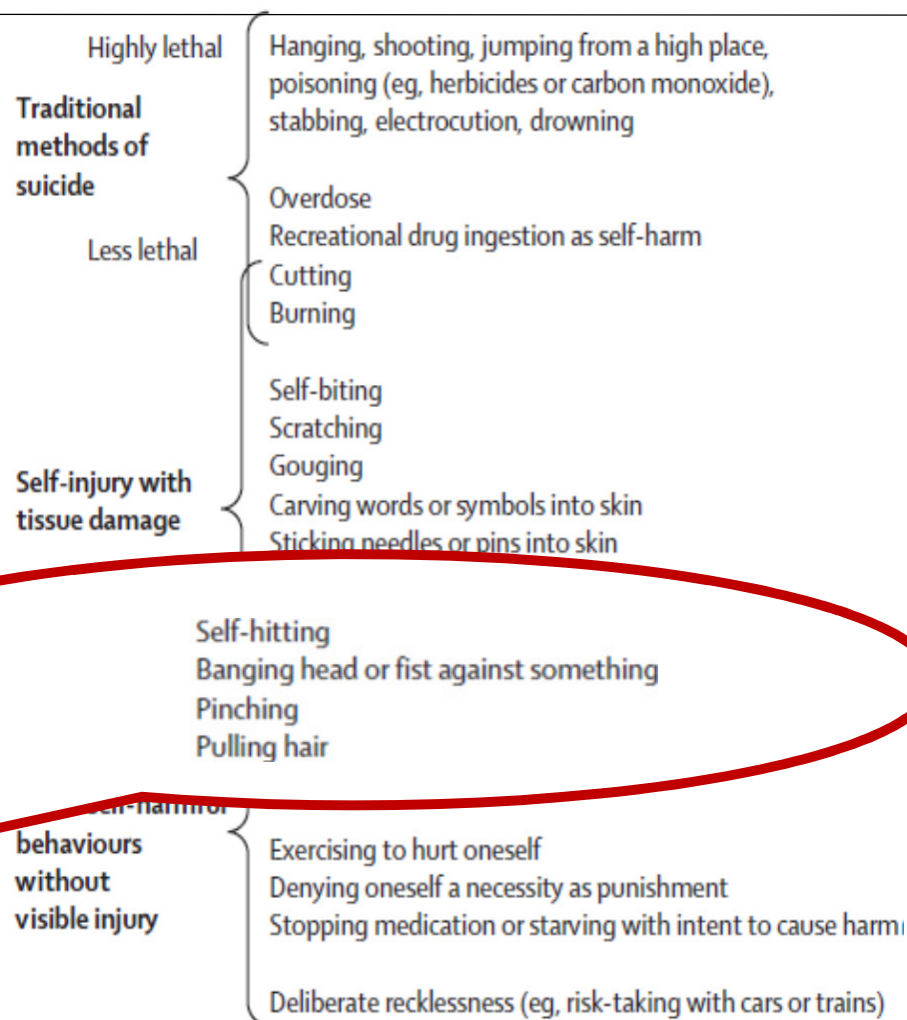 Highly lethal
Hanging, shooting, jumping from a high place,
poisoning (eg, herbicides or carbon monoxide),
stabbing, electrocution, drowning
Traditional
methods of
suicide
Overdose
Less lethal
Recreational drug ingestion as self-harm
Cutting
Burning
Self-biting
Scratching
Gouging
Self-injury with
tissue damage
Carving words or symbols into skin
Sticking needles or pins into skin
Self-hitting
Banging head or fist against something
Pinching
Pulling hair
self-harmful
behaviours
without
visible injury
Exercising to hurt oneself
Denying oneself a necessity as punishment
Stopping medication or starving with intent to cause harm
Deliberate recklessness (eg, risk-taking with cars or trains)